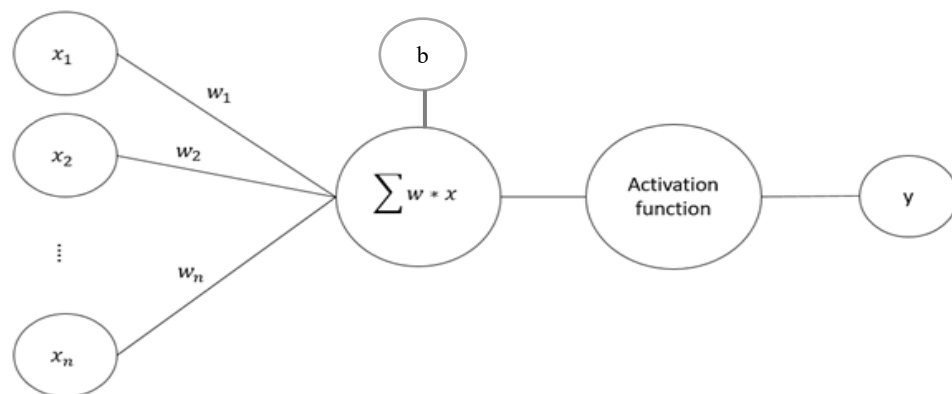 x₁
w₁
b
x₂
w₂
∑ w * x
Activation
function
y
⋮
wₙ
xₙ